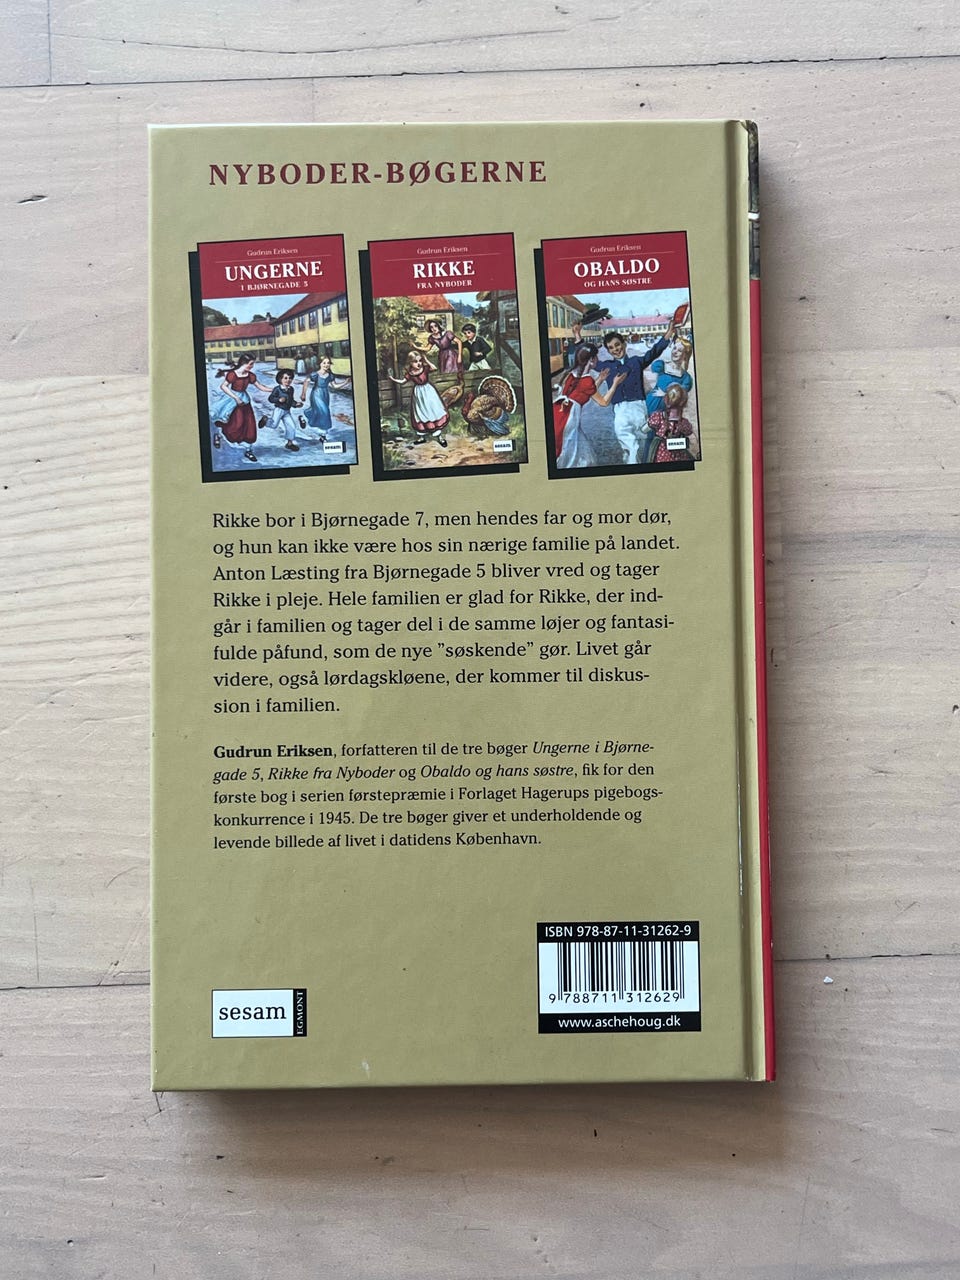 NYBODER-BØGERNE
Gudrun Eriksen
UNGERNE
I BJØRNEGADE 5
sesam
Gudrun Eriksen
RIKKE
FRA NYBODER
sesam
Gudrun Eriksen
OBALDO
OG HANS SØSTRE
sesam
Rikke bor i Bjørnegade 7, men hendes far og mor dør,
og hun kan ikke være hos sin nærige familie på landet.
Anton Læsting fra Bjørnegade 5 bliver vred og tager
Rikke i pleje. Hele familien er glad for Rikke, der ind-
går i familien og tager del i de samme løjer og fantasi-
fulde påfund, som de nye ”søskende” gør. Livet går
videre, også lørdagskløene, der kommer til diskus-
sion i familien.
Gudrun Eriksen, forfatteren til de tre bøger Ungerne i Bjørne-
gade 5, Rikke fra Nyboder og Obaldo og hans søstre, fik for den
første bog i serien førstepræmie i Forlaget Hagerups pigebogs-
konkurrence i 1945. De tre bøger giver et underholdende og
levende billede af livet i datidens København.
ISBN 978-87-11-31262-9
9 788711 312629
www.aschehoug.dk
sesam
EGMONT